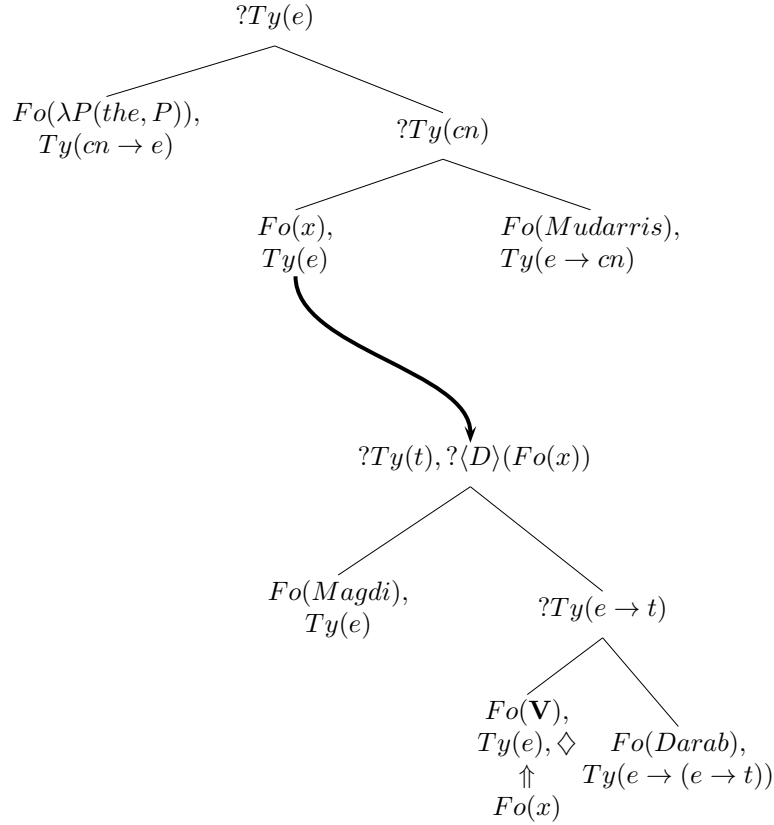 ?Ty(e)
Fo(λP(the, P)),
Ty(cn → e)
?Ty(cn)
Fo(x),
Ty(e)
Fo(Mudarris),
Ty(e → cn)
?Ty(t), ?⟨D⟩(Fo(x))
Fo(Magdi),
Ty(e)
?Ty(e → t)
Fo(V),
Ty(e), ♢
⇑
Fo(x)
Fo(Darab),
Ty(e → (e → t))